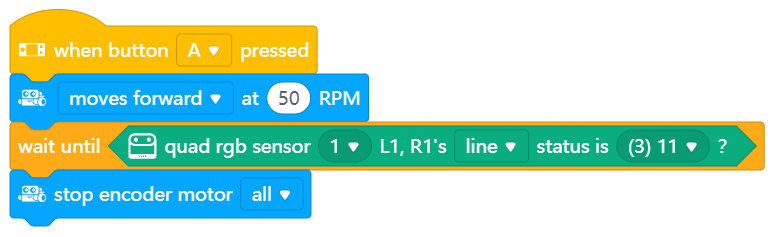 when button A pressed
moves forward at 50 RPM
wait until quad rgb sensor 1 L1, R1's line status is (3) 11 ?
stop encoder motor all